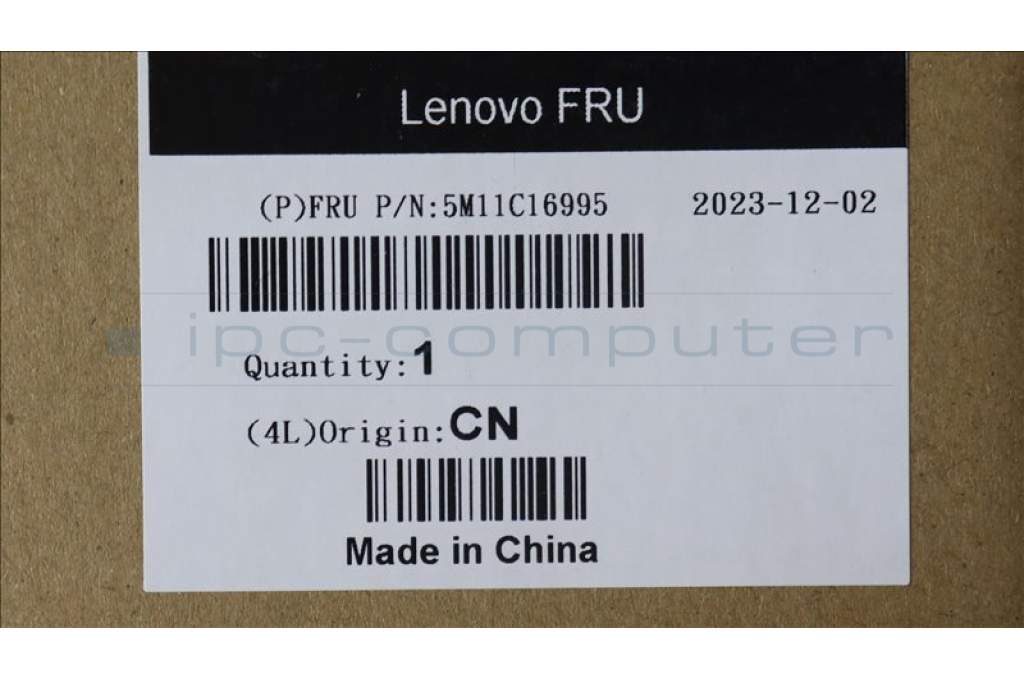 Lenovo FRU
(P)FRU P/N:5M11C16995 2023-12-02
ipc-computer
Quantity:1
(4L)Origin:CN
Made in China